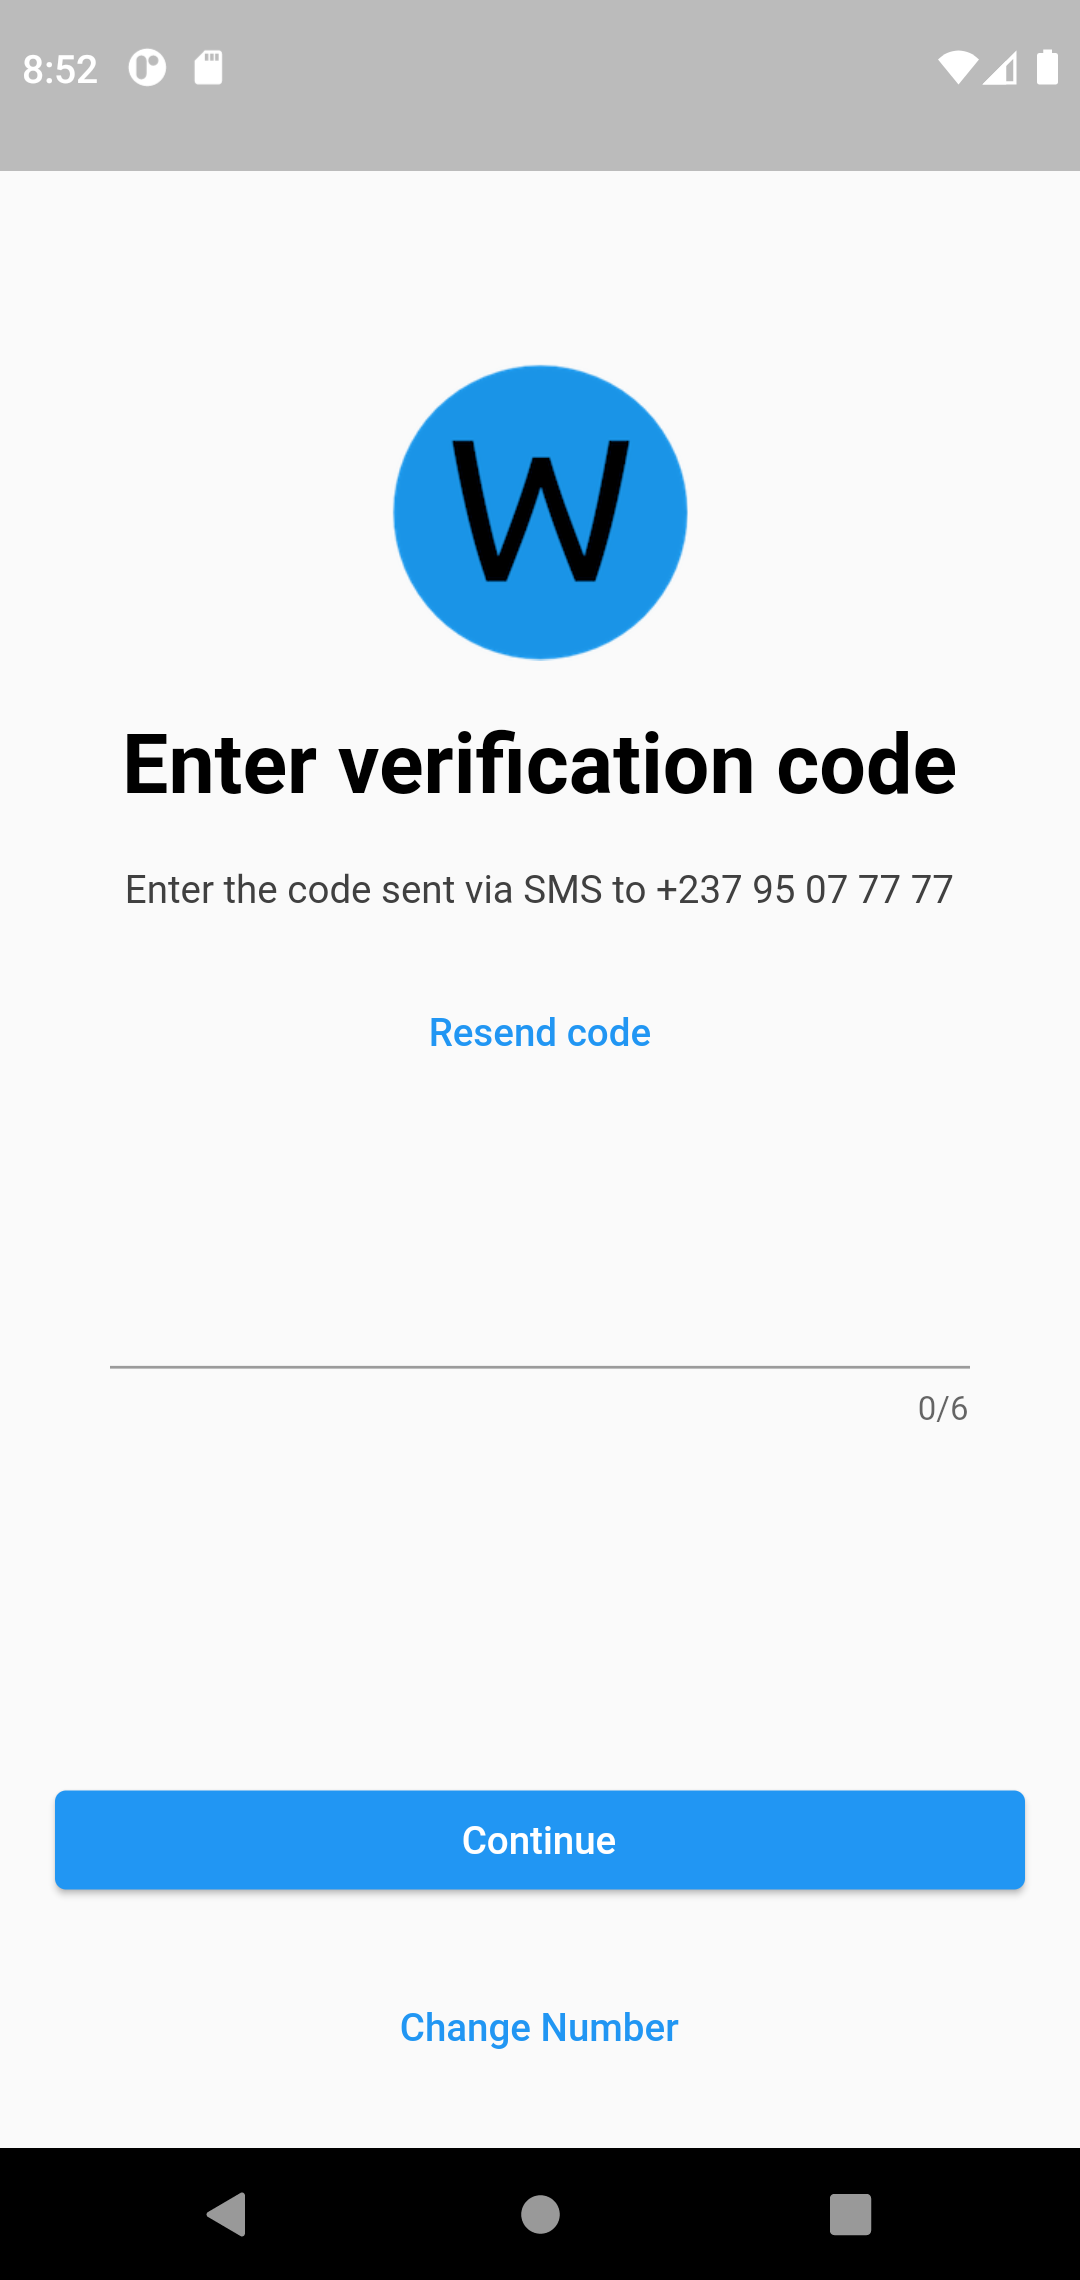 8:52
W
Enter verification code
Enter the code sent via SMS to +237 95 07 77 77
Resend code
0/6
Continue
Change Number